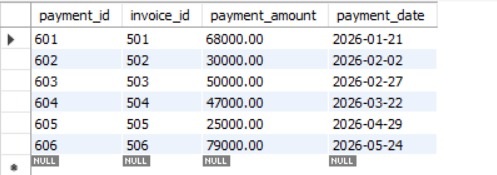 payment_id invoice_id payment_amount payment_date
601 501 68000.00 2026-01-21
602 502 30000.00 2026-02-02
603 503 50000.00 2026-02-27
604 504 47000.00 2026-03-22
605 505 25000.00 2026-04-29
606 506 79000.00 2026-05-24
NULL NULL NULL NULL